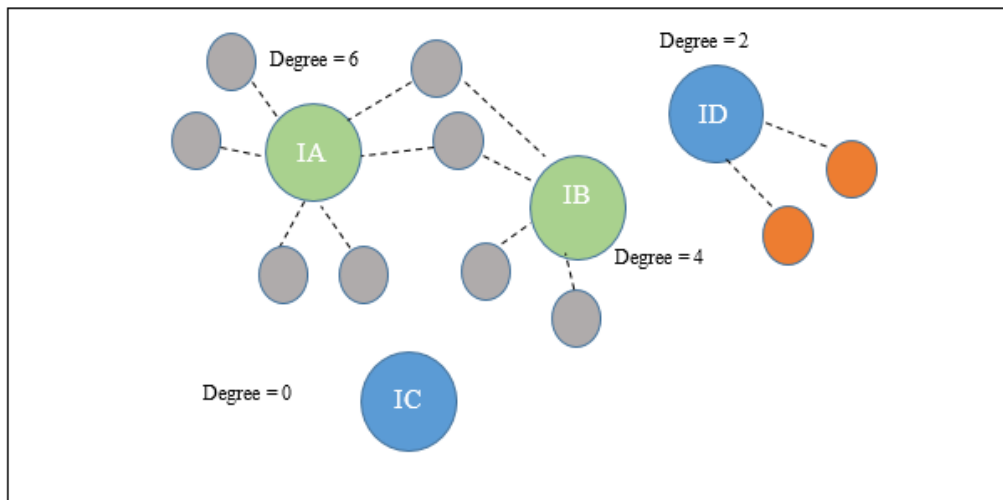 Degree = 2
Degree = 6
ID
IA
IB
Degree = 4
Degree = 0
IC